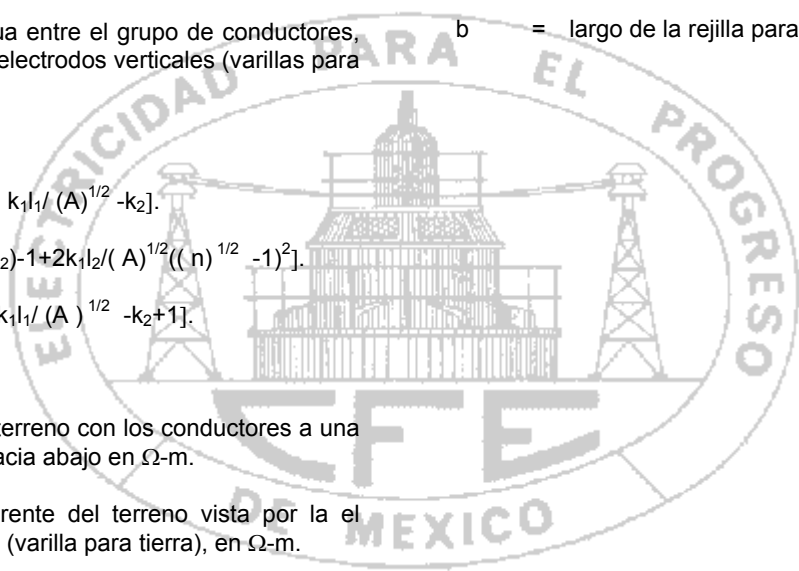 ua entre el grupo de conductores,
electrodos verticales (varillas para
b = largo de la rejilla para
k₁l₁/ (A)^1/2 -k₂].
₂)-1+2k₁l₂/( A)^1/2(( n)^1/2 -1)²].
k₁l₁/ (A )^1/2 -k₂+1].
terreno con los conductores a una
acia abajo en Ω-m.
rente del terreno vista por la el
(varilla para tierra), en Ω-m.
ELECTRICIDAD PARA EL PROGRESO
CFE
DE MEXICO